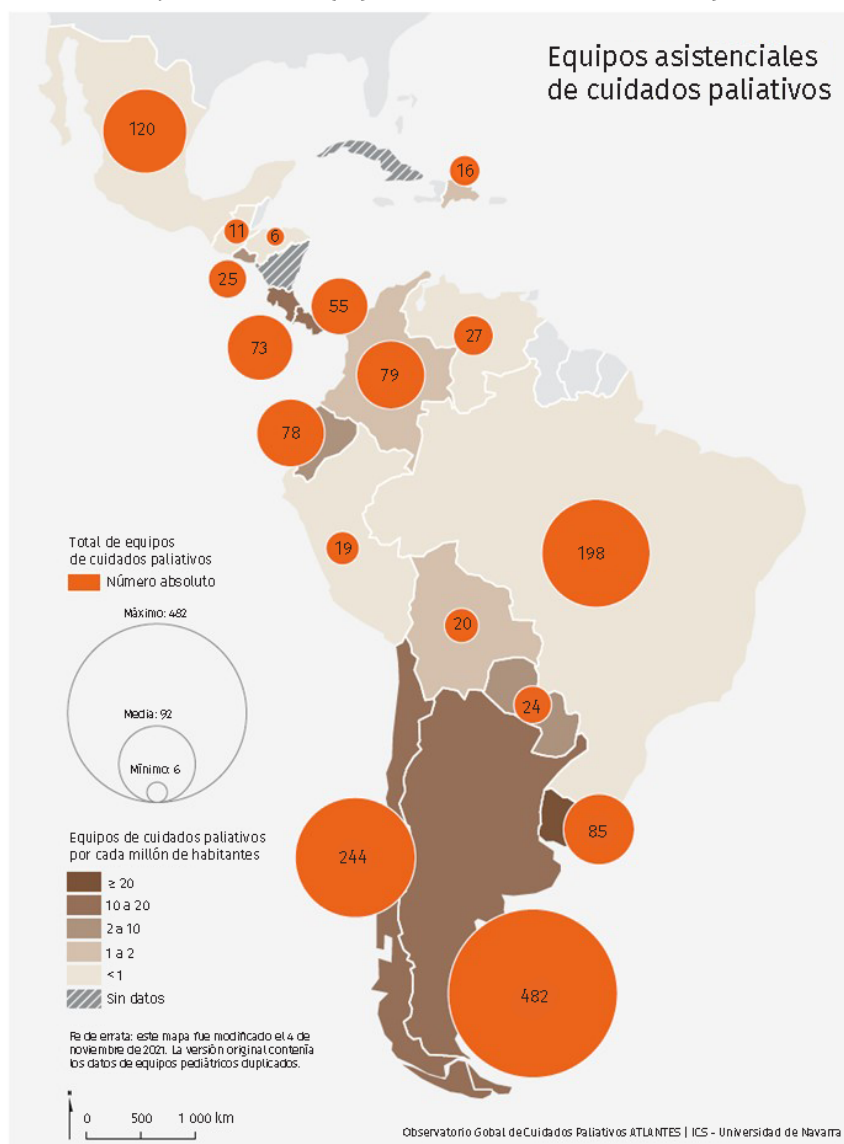 Equipos asistenciales
de cuidados paliativos
120
16
11
6
25
55
73
27
79
78
19
198
20
24
85
244
482
Total de equipos
de cuidados paliativos
Número absoluto
Máximo: 482
Media: 92
Mínimo: 6
Equipos de cuidados paliativos
por cada millón de habitantes
≥ 20
10 a 20
2 a 10
1 a 2
<1
Sin datos
Fe de errata: este mapa fue modificado el 4 de
noviembre de 2021. La versión original contenía
los datos de equipos pediátricos duplicados.
0 500 1 000 km
Observatorio Gobal de Cuidados Paliativos ATLANTES | ICS - Universidad de Navarra